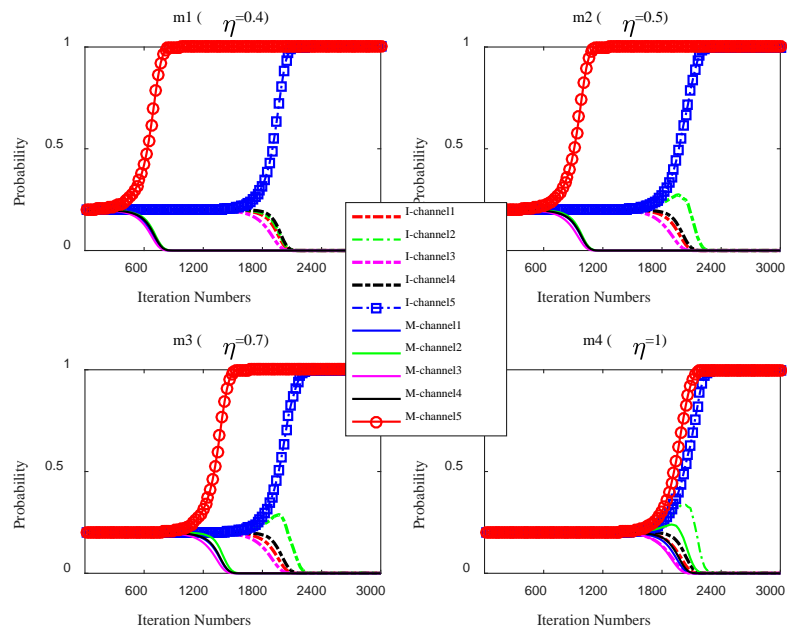 m1 ( η=0.4)
1
0.5
0
Probability
600
1200
1800
2400
Iteration Numbers
m2 ( η=0.5)
1
0.5
0
Probability
600
1200
1800
2400
3000
Iteration Numbers
I-channel1
I-channel2
I-channel3
I-channel4
I-channel5
M-channel1
M-channel2
M-channel3
M-channel4
M-channel5
m3 ( η=0.7)
1
0.5
0
Probability
600
1200
1800
2400
3000
Iteration Numbers
m4 ( η=1)
1
0.5
0
Probability
600
1200
1800
2400
3000
Iteration Numbers